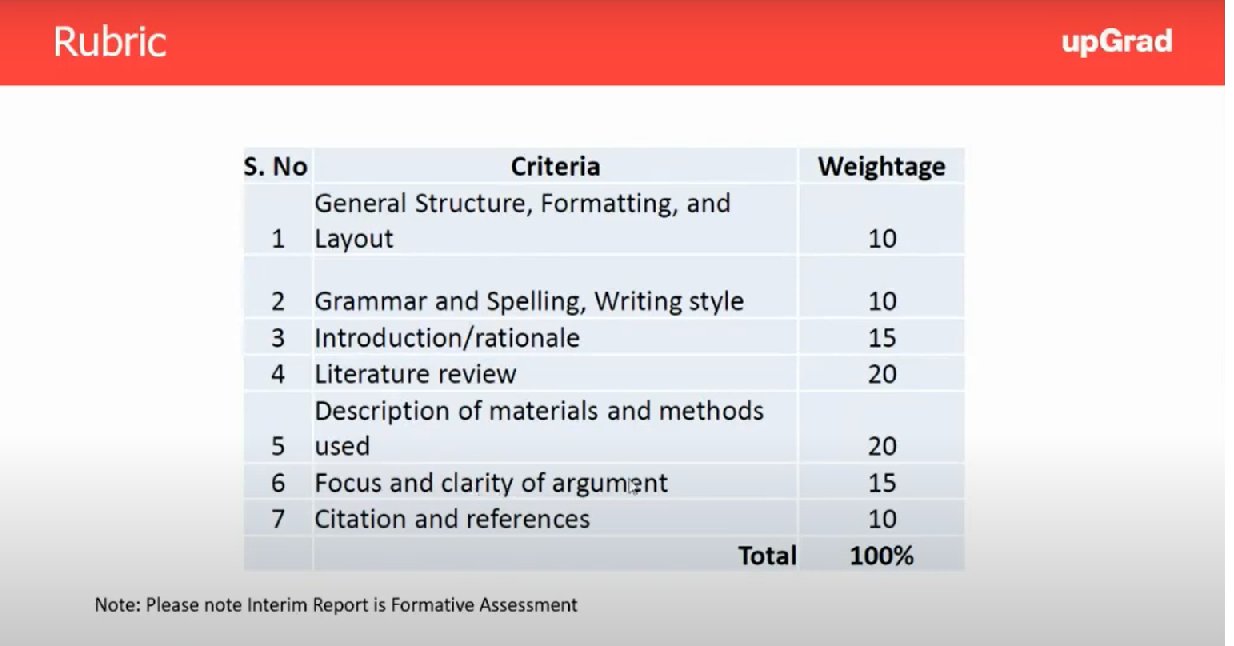 Rubric
upGrad
S. No Criteria Weightage
General Structure, Formatting, and
1 Layout 10
2 Grammar and Spelling, Writing style 10
3 Introduction/rationale 15
4 Literature review 20
Description of materials and methods
5 used 20
6 Focus and clarity of argument 15
7 Citation and references 10
Total 100%
Note: Please note Interim Report is Formative Assessment